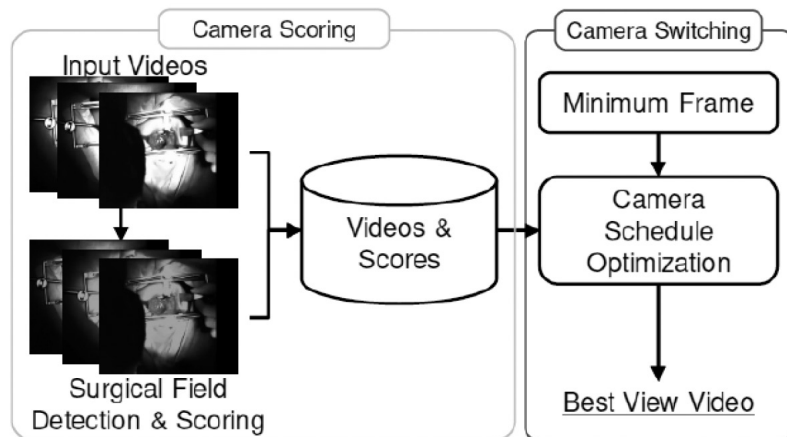 Camera Scoring
Input Videos
Surgical Field
Detection & Scoring
Videos &
Scores
Camera Switching
Minimum Frame
Camera
Schedule
Optimization
Best View Video